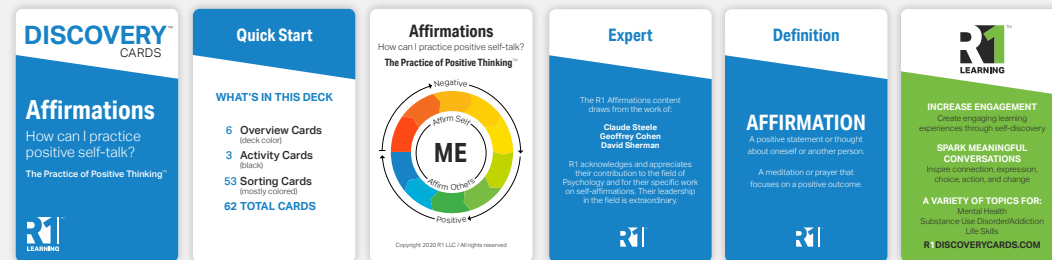 DISCOVERY™
CARDS
Affirmations
How can I practice
positive self-talk?
The Practice of Positive Thinking™
R1™
LEARNING
Quick Start
WHAT'S IN THIS DECK
6 Overview Cards
(deck color)
3 Activity Cards
(black)
53 Sorting Cards
(mostly colored)
62 TOTAL CARDS
Affirmations
How can I practice positive self-talk?
The Practice of Positive Thinking™
Negative
Affirm Self
ME
Affirm Others
Positive
Copyright 2020 R1 LLC / All rights reserved
Expert
The R1 Affirmations content
draws from the work of:
Claude Steele
Geoffrey Cohen
David Sherman
R1 acknowledges and appreciates
their contribution to the field of
Psychology and for their specific work
on self-affirmations. Their leadership
in the field is extraordinary.
R1
Definition
AFFIRMATION
A positive statement or thought
about oneself or another person.
A meditation or prayer that
focuses on a positive outcome.
R1
R1™
LEARNING
INCREASE ENGAGEMENT
Create engaging learning
experiences through self-discovery
SPARK MEANINGFUL
CONVERSATIONS
Inspire connection, expression,
choice, action, and change
A VARIETY OF TOPICS FOR:
Mental Health
Substance Use Disorder/Addiction
Life Skills
R1DISCOVERYCARDS.COM